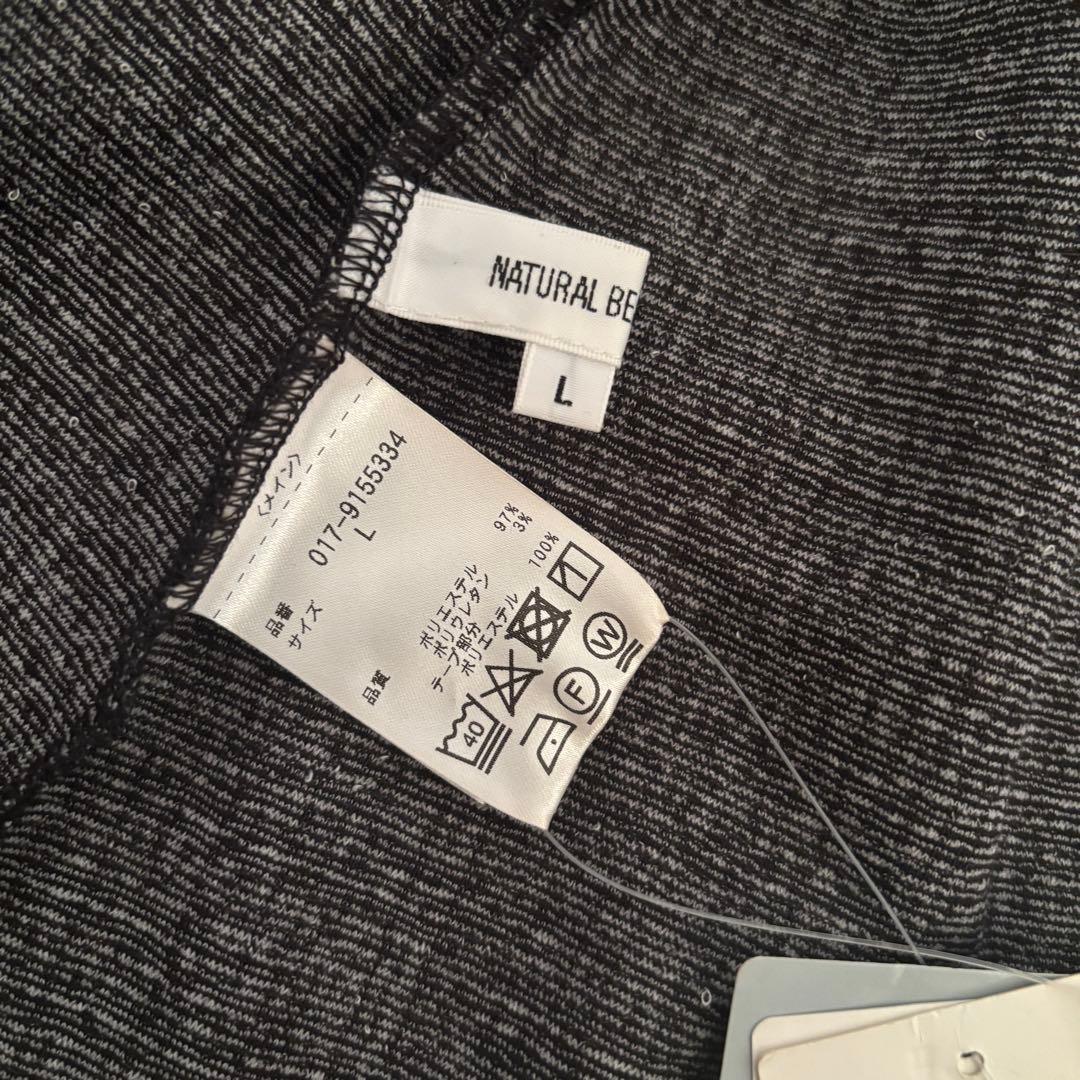 NATURAL BE
L
〈メイン〉
品番 017-9155334
サイズ L
品質
ポリエステル 97%
ポリウレタン 3%
テープ部分
ポリエステル 100%
40
W
F